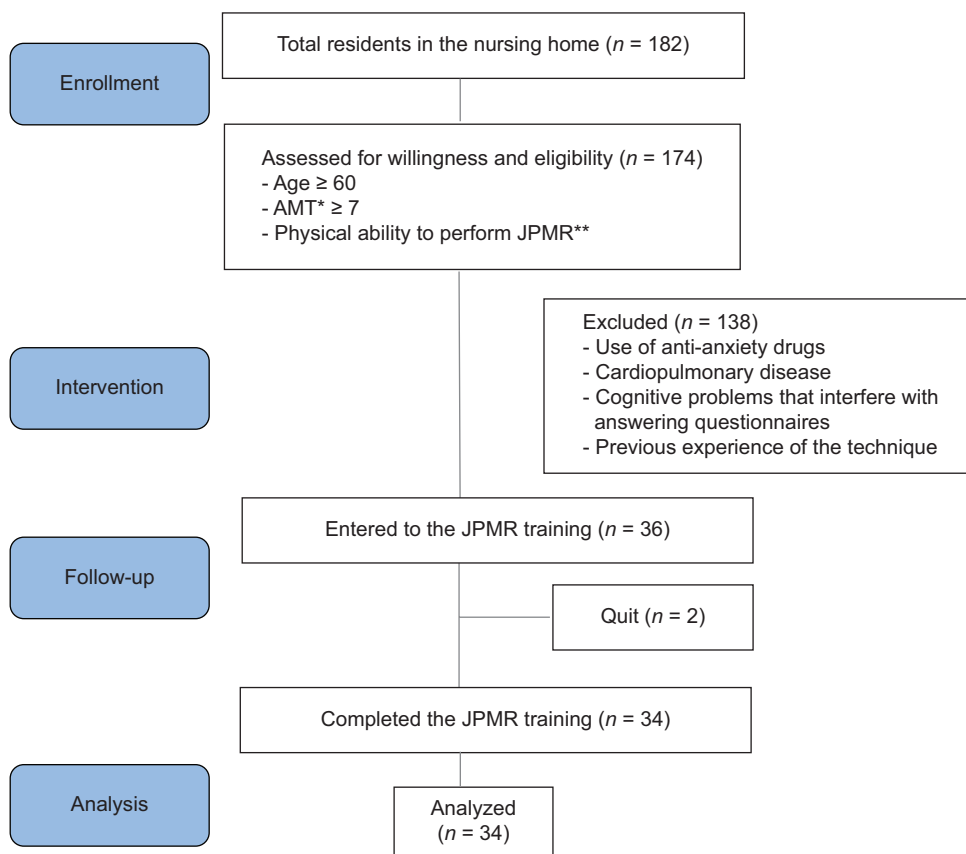 Enrollment
Total residents in the nursing home (n = 182)
Assessed for willingness and eligibility (n = 174)
- Age ≥ 60
- AMT* ≥ 7
- Physical ability to perform JPMR**
Intervention
Excluded (n = 138)
- Use of anti-anxiety drugs
- Cardiopulmonary disease
- Cognitive problems that interfere with
answering questionnaires
- Previous experience of the technique
Entered to the JPMR training (n = 36)
Follow-up
Quit (n = 2)
Completed the JPMR training (n = 34)
Analysis
Analyzed
(n = 34)